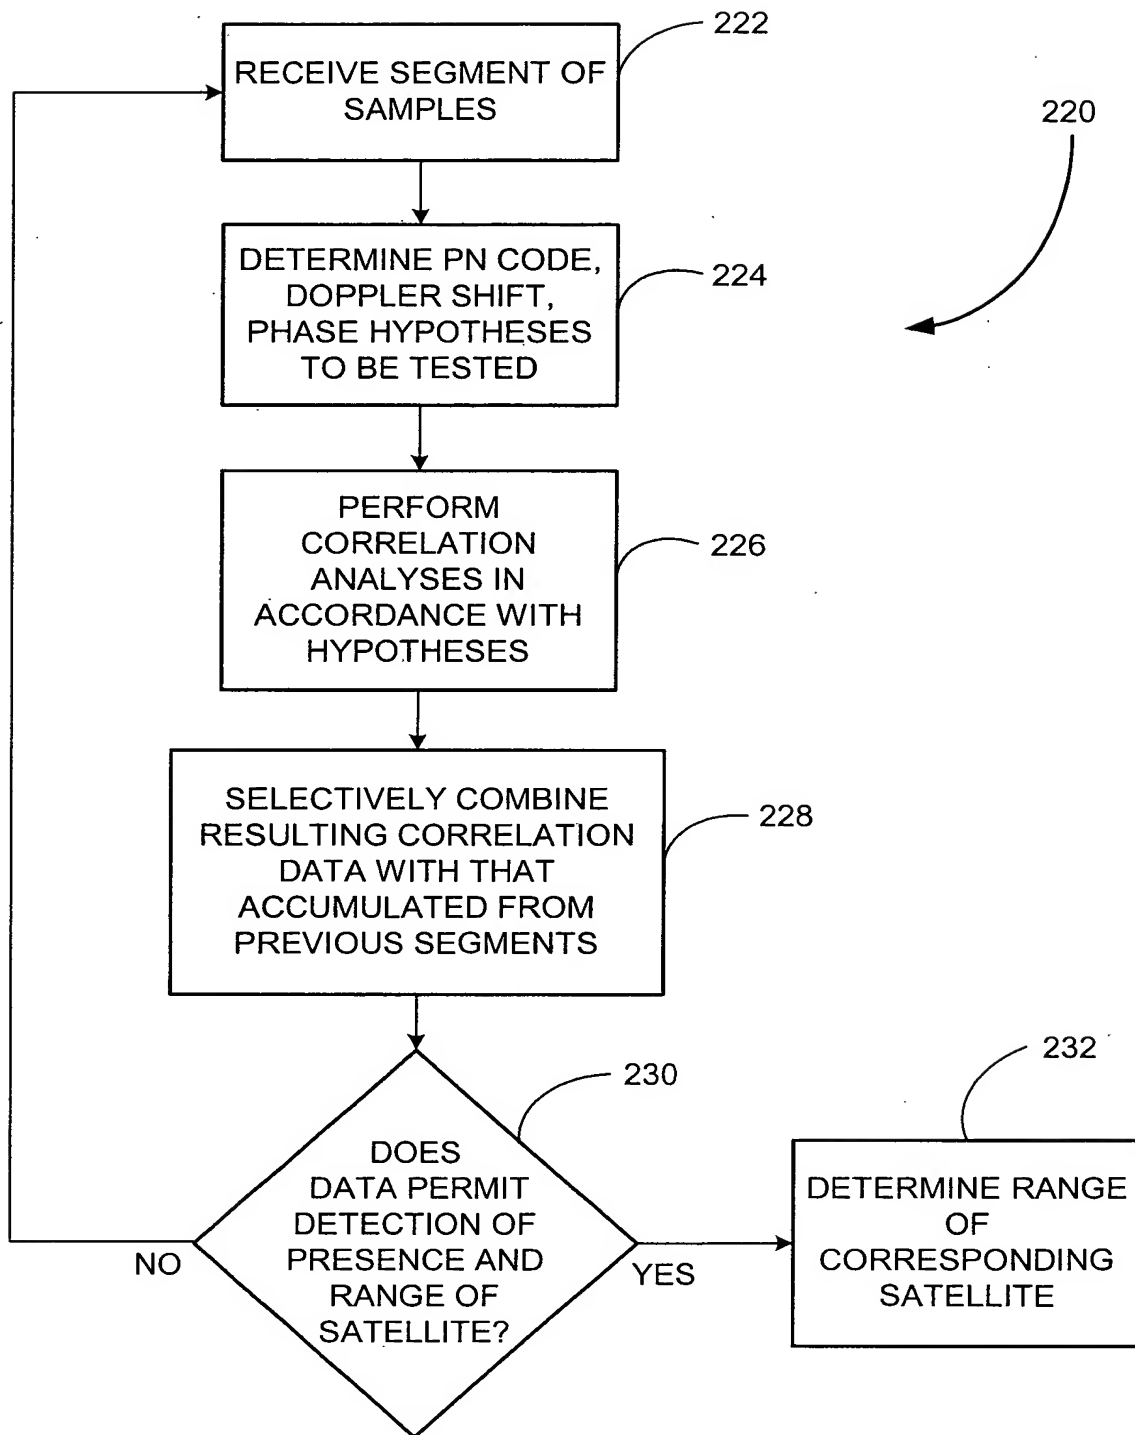 222
RECEIVE SEGMENT OF
SAMPLES
220
DETERMINE PN CODE,
DOPPLER SHIFT,
PHASE HYPOTHESES
TO BE TESTED
224
PERFORM
CORRELATION
ANALYSES IN
ACCORDANCE WITH
HYPOTHESES
226
SELECTIVELY COMBINE
RESULTING CORRELATION
DATA WITH THAT
ACCUMULATED FROM
PREVIOUS SEGMENTS
228
230
DOES
DATA PERMIT
DETECTION OF
PRESENCE AND
RANGE OF
SATELLITE?
NO
YES
232
DETERMINE RANGE
OF
CORRESPONDING
SATELLITE